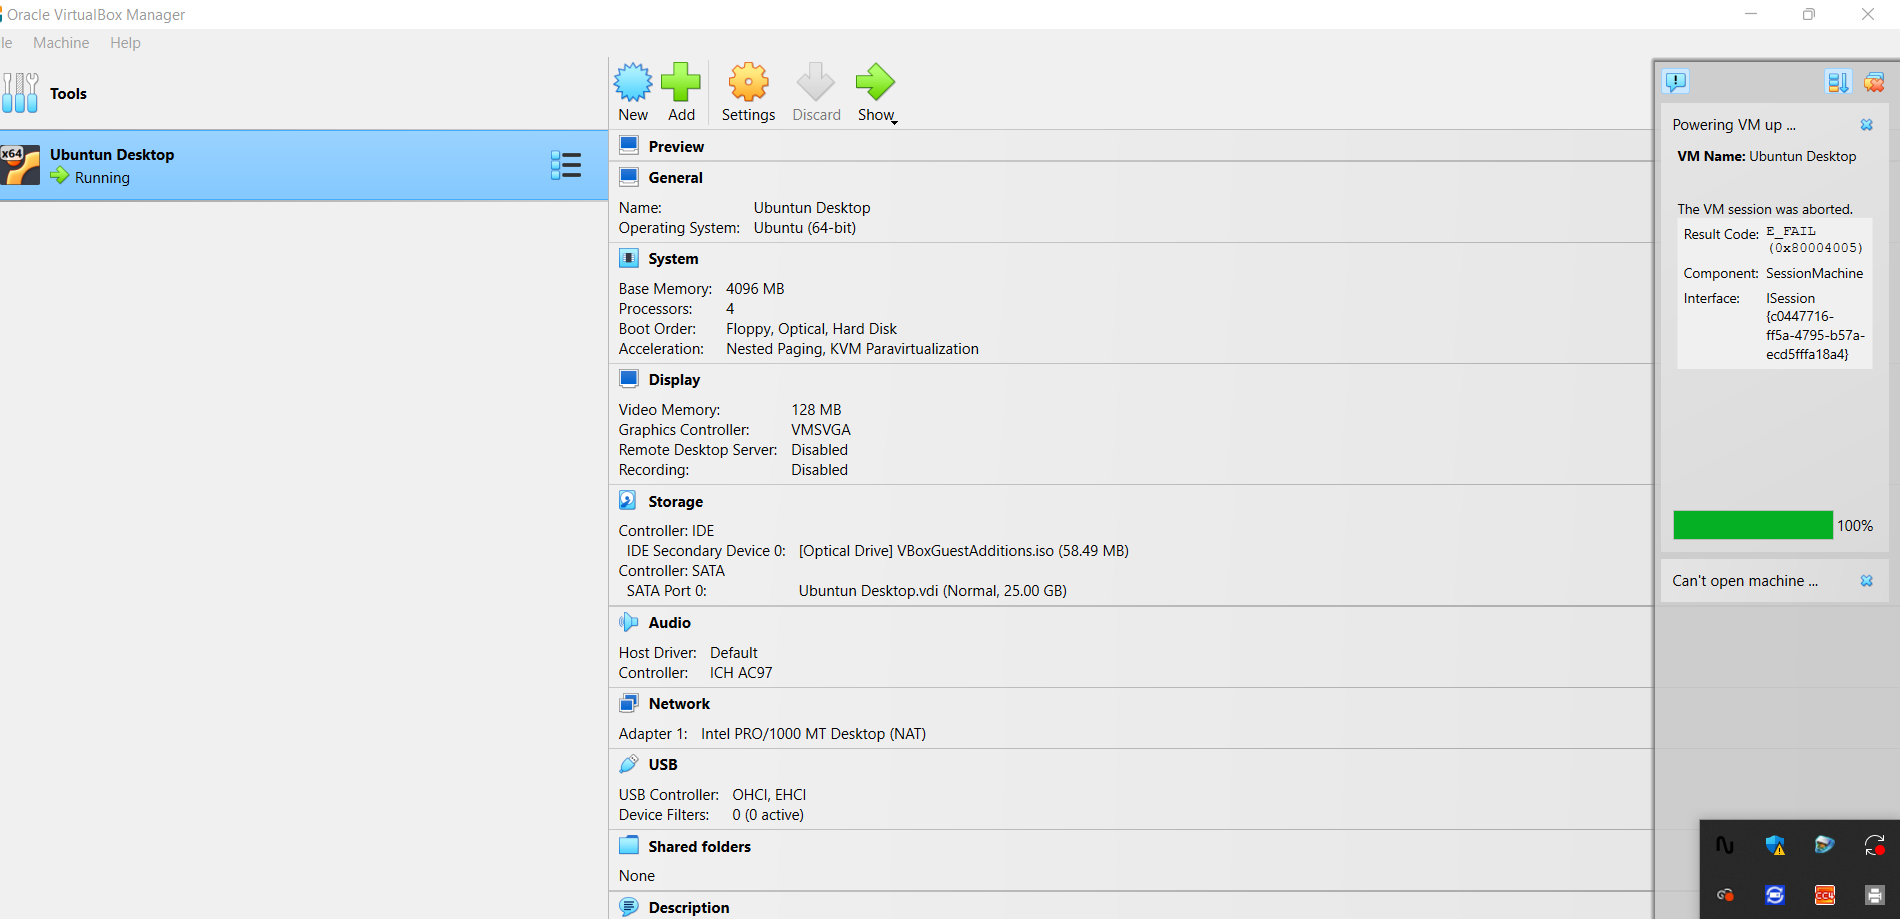 Oracle VirtualBox Manager
le Machine Help
Tools
New Add Settings Discard Show
x64
Ubuntun Desktop
Running
Preview
General
Name: Ubuntun Desktop
Operating System: Ubuntu (64-bit)
System
Base Memory: 4096 MB
Processors: 4
Boot Order: Floppy, Optical, Hard Disk
Acceleration: Nested Paging, KVM Paravirtualization
Display
Video Memory: 128 MB
Graphics Controller: VMSVGA
Remote Desktop Server: Disabled
Recording: Disabled
Storage
Controller: IDE
IDE Secondary Device 0: [Optical Drive] VBoxGuestAdditions.iso (58.49 MB)
Controller: SATA
SATA Port 0: Ubuntun Desktop.vdi (Normal, 25.00 GB)
Audio
Host Driver: Default
Controller: ICH AC97
Network
Adapter 1: Intel PRO/1000 MT Desktop (NAT)
USB
USB Controller: OHCI, EHCI
Device Filters: 0 (0 active)
Shared folders
None
Description
Powering VM up ...
VM Name: Ubuntun Desktop
The VM session was aborted.
Result Code: E_FAIL
(0x80004005)
Component: SessionMachine
Interface: ISession
{c0447716-
ff5a-4795-b57a-
ecd5fffa18a4}
100%
Can't open machine ...